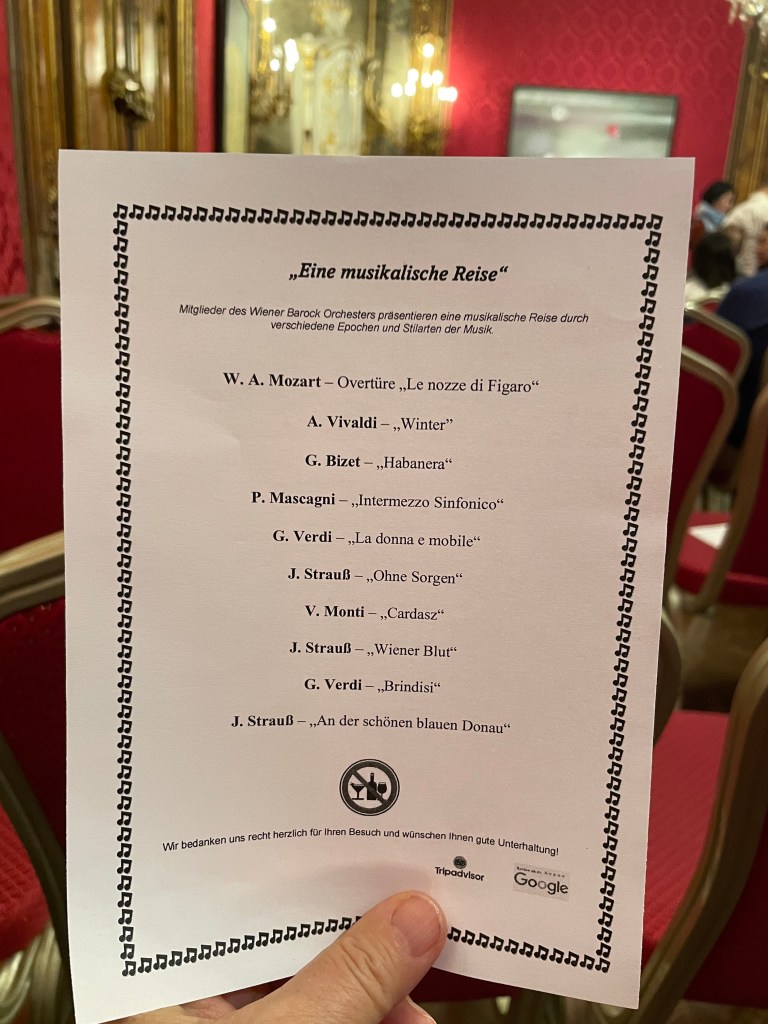 „Eine musikalische Reise“
Mitglieder des Wiener Barock Orchesters präsentieren eine musikalische Reise durch
verschiedene Epochen und Stilarten der Musik.
W. A. Mozart – Overtüre „Le nozze di Figaro“
A. Vivaldi – „Winter”
G. Bizet – „Habanera“
P. Mascagni – „Intermezzo Sinfonico“
G. Verdi – „La donna e mobile“
J. Strauß – „Ohne Sorgen“
V. Monti – „Cardasz“
J. Strauß – „Wiener Blut“
G. Verdi – „Brindisi“
J. Strauß – „An der schönen blauen Donau“
Wir bedanken uns recht herzlich für Ihren Besuch und wünschen Ihnen gute Unterhaltung!
Tripadvisor
Google